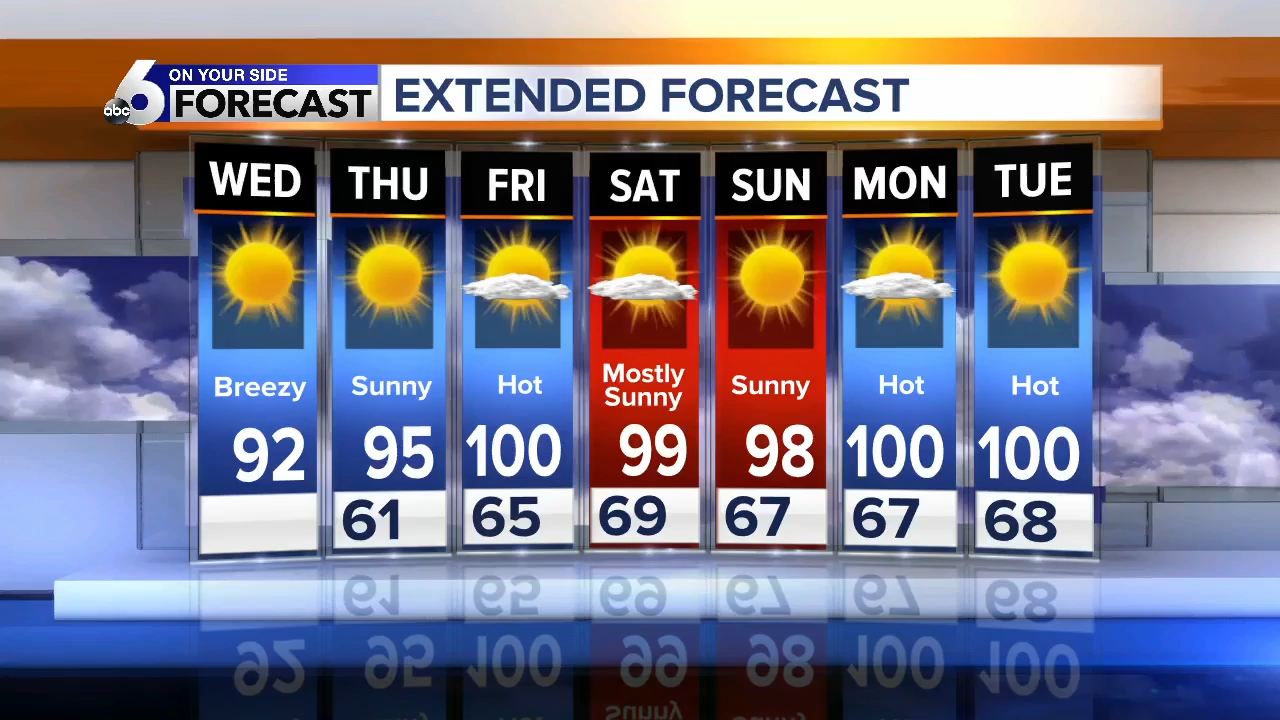 ON YOUR SIDE
abc 6 FORECAST
EXTENDED FORECAST
WED THU FRI SAT SUN MON TUE
Breezy Sunny Hot Mostly Sunny Sunny Hot Hot
92 95 100 99 98 100 100
61 65 69 67 67 68